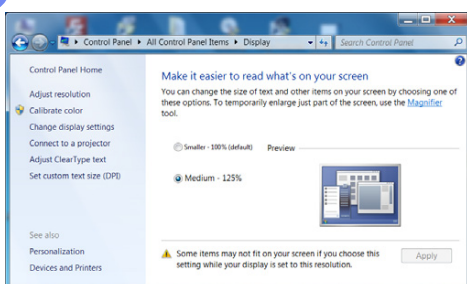 Control Panel ▸ All Control Panel Items ▸ Display
Search Control Panel
Control Panel Home
Adjust resolution
Calibrate color
Change display settings
Connect to a projector
Adjust ClearType text
Set custom text size (DPI)
See also
Personalization
Devices and Printers
Make it easier to read what's on your screen
You can change the size of text and other items on your screen by choosing one of
these options. To temporarily enlarge just part of the screen, use the Magnifier
tool.
Smaller - 100% (default)
Preview
Medium - 125%
Some items may not fit on your screen if you choose this
setting while your display is set to this resolution.
Apply